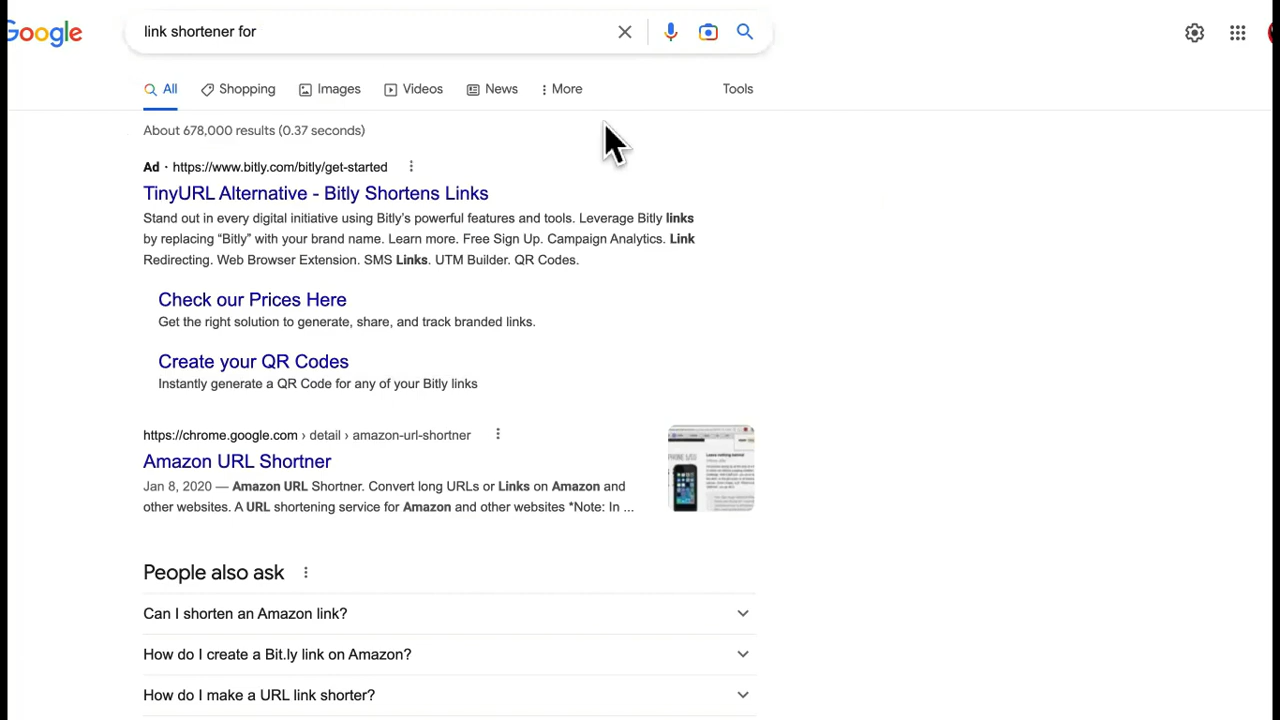 Google
link shortener for
All
Shopping
Images
Videos
News
More
Tools
About 678,000 results (0.37 seconds)
Ad · https://www.bitly.com/bitly/get-started
TinyURL Alternative - Bitly Shortens Links
Stand out in every digital initiative using Bitly's powerful features and tools. Leverage Bitly links
by replacing “Bitly” with your brand name. Learn more. Free Sign Up. Campaign Analytics. Link
Redirecting. Web Browser Extension. SMS Links. UTM Builder. QR Codes.
Check our Prices Here
Get the right solution to generate, share, and track branded links.
Create your QR Codes
Instantly generate a QR Code for any of your Bitly links
https://chrome.google.com › detail › amazon-url-shortner
Amazon URL Shortner
Jan 8, 2020 — Amazon URL Shortner. Convert long URLs or Links on Amazon and
other websites. A URL shortening service for Amazon and other websites *Note: In ...
People also ask
Can I shorten an Amazon link?
How do I create a Bit.ly link on Amazon?
How do I make a URL link shorter?